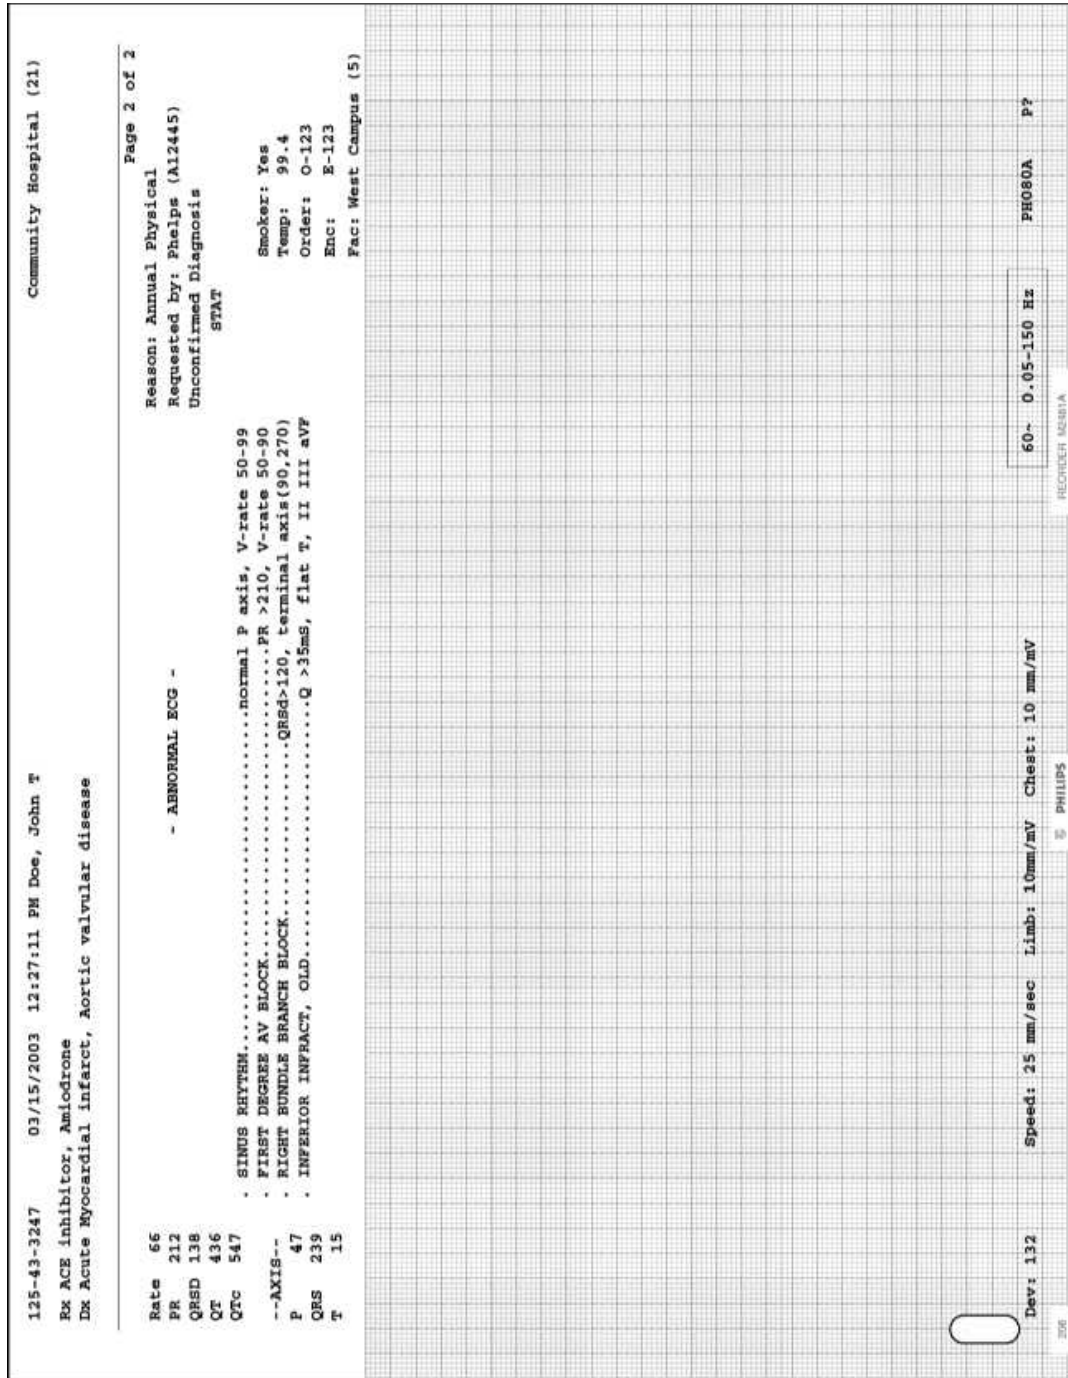 125-43-3247 03/15/2003 12:27:11 PM Doe, John T Community Hospital (21)
Rx ACE inhibitor, Amiodrone
Dx Acute Myocardial infarct, Aortic valvular disease
Page 2 of 2
Rate 66 Reason: Annual Physical
PR 212 - ABNORMAL ECG - Requested by: Phelps (A12445)
QRSD 138 Unconfirmed Diagnosis
QT 436 STAT
QTc 547 . SINUS RHYTHM........................................normal P axis, V-rate 50-99
. FIRST DEGREE AV BLOCK...............................PR >210, V-rate 50-90 Smoker: Yes
--AXIS-- . RIGHT BUNDLE BRANCH BLOCK...................QRSd>120, terminal axis(90,270) Temp: 99.4
P 47 . INFERIOR INFRACT, OLD...........................Q >35ms, flat T, II III aVF Order: O-123
QRS 239 Enc: E-123
T 15 Fac: West Campus (5)
Dev: 132 Speed: 25 mm/sec Limb: 10mm/mV Chest: 10 mm/mV 60~ 0.05-150 Hz PH080A P?
206 © PHILIPS REORDER M2481A